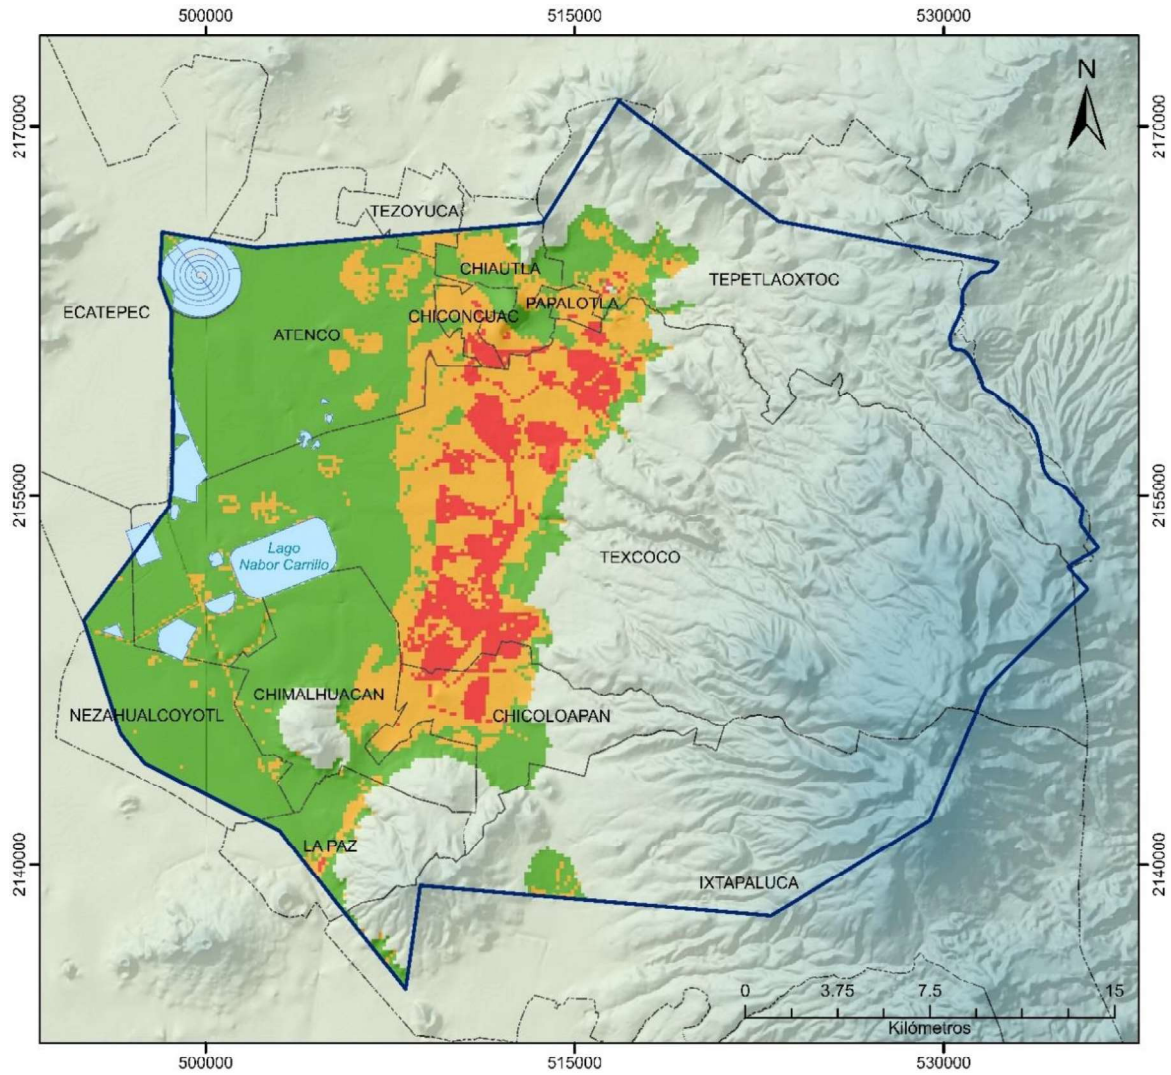 500000 515000 530000
N
2170000 2170000
TEZOYUCA
CHIAUTLA
TEPETLAOXTOC
ECATEPEC
PAPALOTLA
CHICONCUAC
ATENCO
2155000 2155000
Lago
Nabor Carrillo
TEXCOCO
CHIMALHUACAN
NEZAHUALCOYOTL
CHICOLOAPAN
LA PAZ
2140000 2140000
IXTAPALUCA
0 3.75 7.5 15
Kilómetros
500000 515000 530000